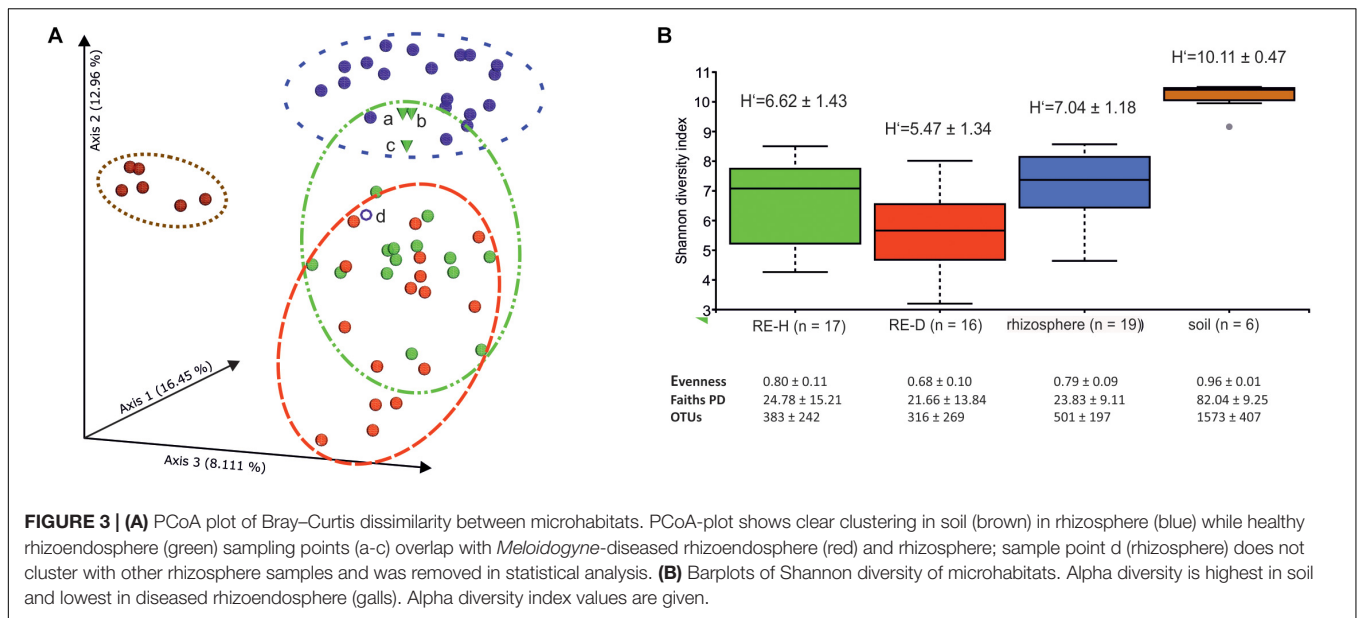 A
Axis 2 (12.96 %)
a
b
c
d
Axis 1 (16.45 %)
Axis 3 (8.111 %)
B
H‘=6.62 ± 1.43
H‘=5.47 ± 1.34
H‘=7.04 ± 1.18
H‘=10.11 ± 0.47
Shannon diversity index
11
10
9
8
7
6
5
4
3
RE-H (n = 17) RE-D (n = 16) rhizosphere (n = 19) soil (n = 6)
Evenness 0.80 ± 0.11 0.68 ± 0.10 0.79 ± 0.09 0.96 ± 0.01
Faiths PD 24.78 ± 15.21 21.66 ± 13.84 23.83 ± 9.11 82.04 ± 9.25
OTUs 383 ± 242 316 ± 269 501 ± 197 1573 ± 407
FIGURE 3 | (A) PCoA plot of Bray–Curtis dissimilarity between microhabitats. PCoA-plot shows clear clustering in soil (brown) in rhizosphere (blue) while healthy
rhizoendosphere (green) sampling points (a-c) overlap with Meloidogyne-diseased rhizoendosphere (red) and rhizosphere; sample point d (rhizosphere) does not
cluster with other rhizosphere samples and was removed in statistical analysis. (B) Barplots of Shannon diversity of microhabitats. Alpha diversity is highest in soil
and lowest in diseased rhizoendosphere (galls). Alpha diversity index values are given.